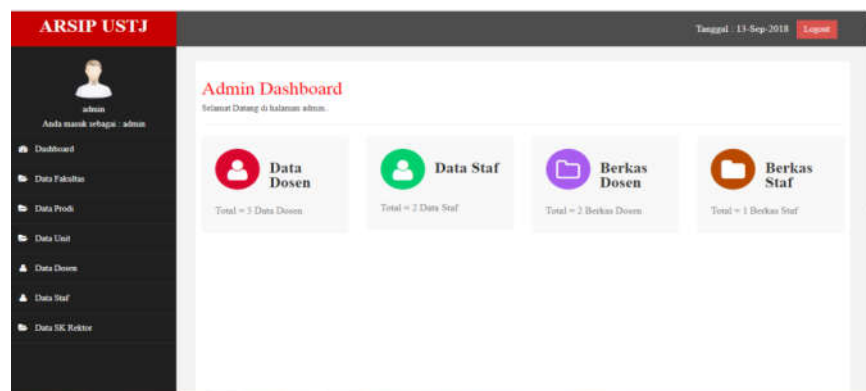 ARSIP USTJ
Tanggal : 13-Sep-2018 Logout
admin
Anda masuk sebagai : admin
Dashboard
Data Fakultas
Data Prodi
Data Unit
Data Dosen
Data Staf
Data SK Rektor
Admin Dashboard
Selamat Datang di halaman admin.
Data
Dosen
Total = 5 Data Dosen
Data Staf
Total = 2 Data Staf
Berkas
Dosen
Total = 2 Berkas Dosen
Berkas
Staf
Total = 1 Berkas Staf